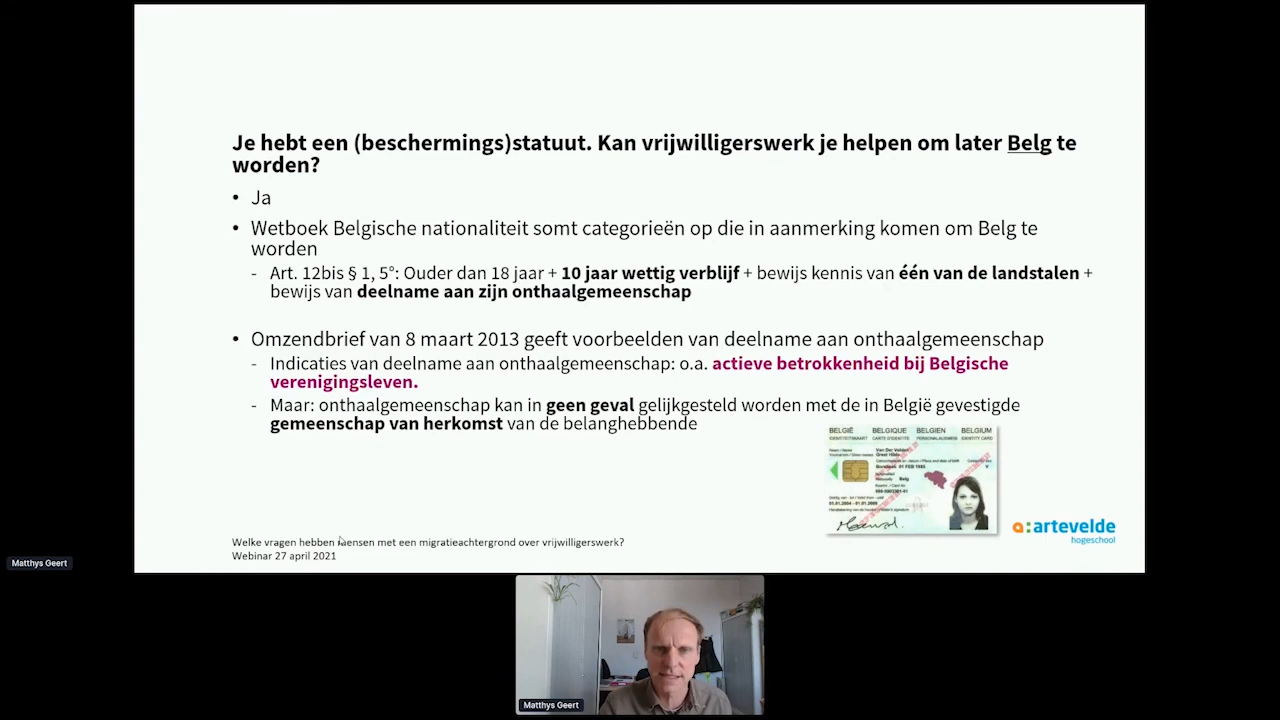 Je hebt een (beschermings)statuut. Kan vrijwilligerswerk je helpen om later Belg te
worden?
• Ja
• Wetboek Belgische nationaliteit somt categorieën op die in aanmerking komen om Belg te
worden
- Art. 12bis § 1, 5°: Ouder dan 18 jaar + 10 jaar wettig verblijf + bewijs kennis van één van de landstalen +
bewijs van deelname aan zijn onthaalgemeenschap
• Omzendbrief van 8 maart 2013 geeft voorbeelden van deelname aan onthaalgemeenschap
- Indicaties van deelname aan onthaalgemeenschap: o.a. actieve betrokkenheid bij Belgische
verenigingsleven.
- Maar: onthaalgemeenschap kan in geen geval gelijkgesteld worden met de in België gevestigde
gemeenschap van herkomst van de belanghebbende
BELGIË BELGIQUE BELGIEN BELGIUM
IDENTITEITSKAART CARTE D'IDENTITÉ PERSONALAUSWEIS IDENTITY CARD
a:artevelde
hogeschool
Welke vragen hebben mensen met een migratieachtergrond over vrijwilligerswerk?
Webinar 27 april 2021
Matthys Geert
Matthys Geert